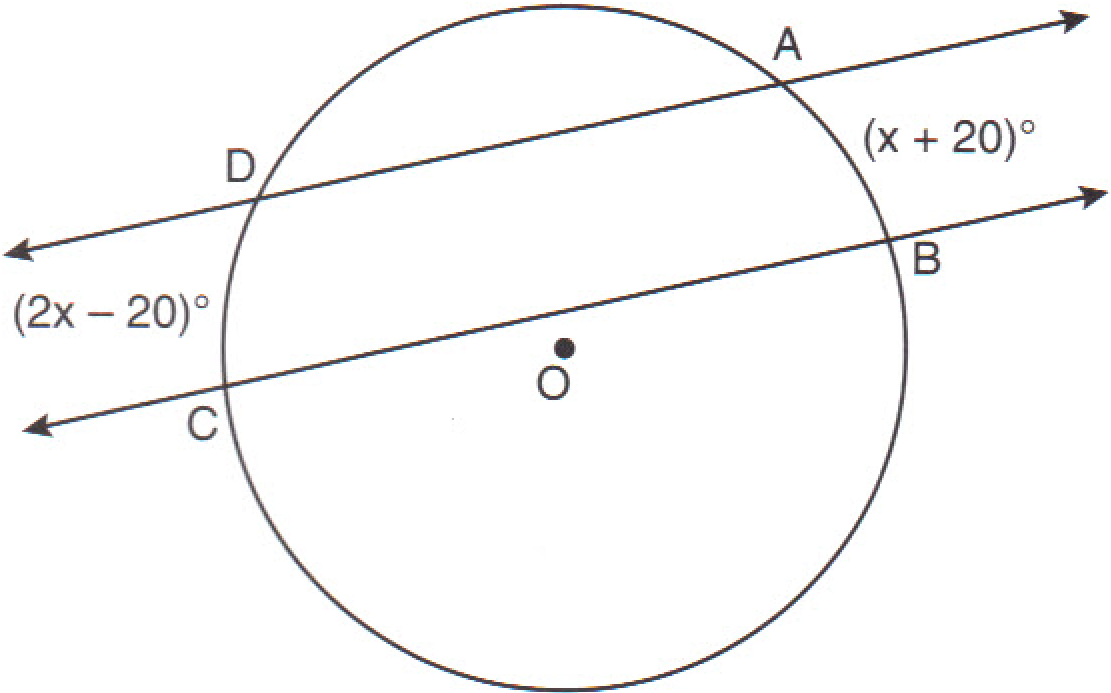 A
(x + 20)°
D
B
(2x – 20)°
O
C